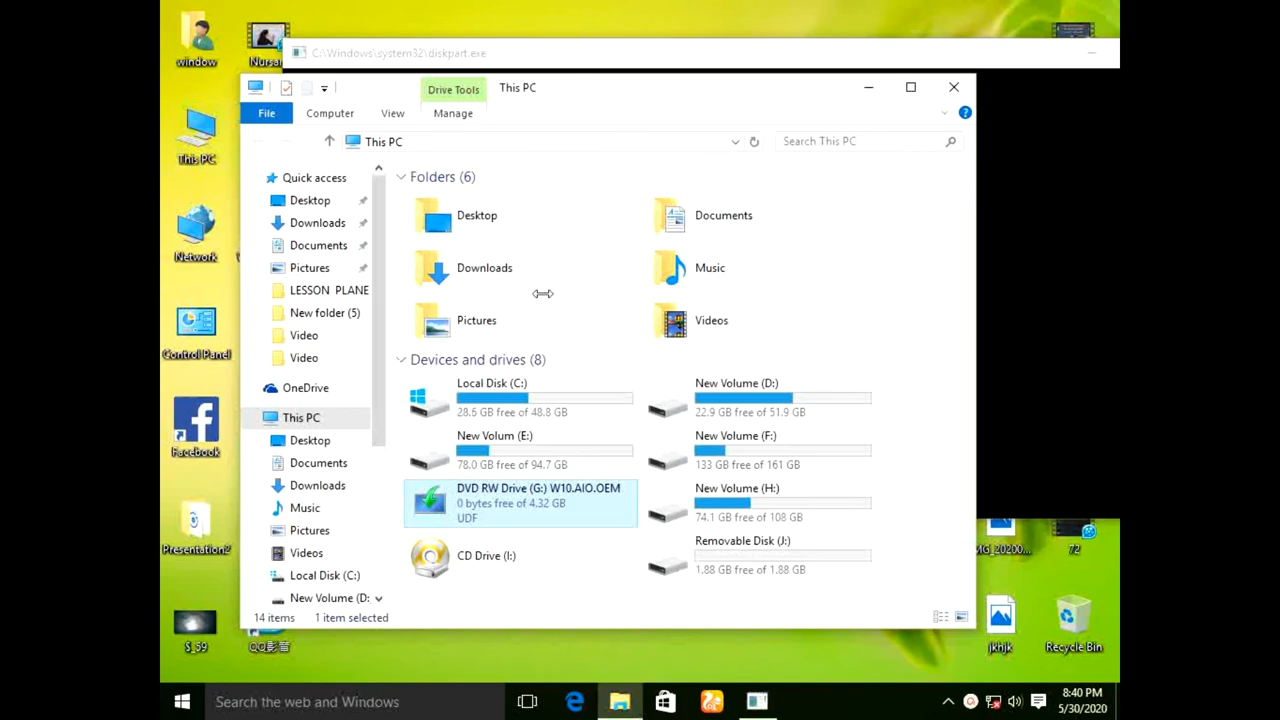 window
Nursa
C:\Windows\system32\diskpart.exe
Drive Tools
This PC
File
Computer
View
Manage
This PC
Search This PC
Quick access
Desktop
Downloads
Documents
Pictures
LESSON PLANE
New folder (5)
Video
Video
OneDrive
This PC
Desktop
Documents
Downloads
Music
Pictures
Videos
Local Disk (C:)
New Volume (D:
Folders (6)
Desktop
Documents
Downloads
Music
Pictures
Videos
Devices and drives (8)
Local Disk (C:)
28.6 GB free of 48.8 GB
New Volume (D:)
22.9 GB free of 51.9 GB
New Volum (E:)
78.0 GB free of 94.7 GB
New Volume (F:)
133 GB free of 161 GB
DVD RW Drive (G:) W10.AIO.OEM
0 bytes free of 4.32 GB
UDF
New Volume (H:)
74.1 GB free of 108 GB
CD Drive (I:)
Removable Disk (J:)
1.88 GB free of 1.88 GB
14 items
1 item selected
This PC
Network
Control Panel
Facebook
Presentation2
S_59
QQ影音
MG_20200...
72
jkhjk
Recycle Bin
Search the web and Windows
8:40 PM
5/30/2020